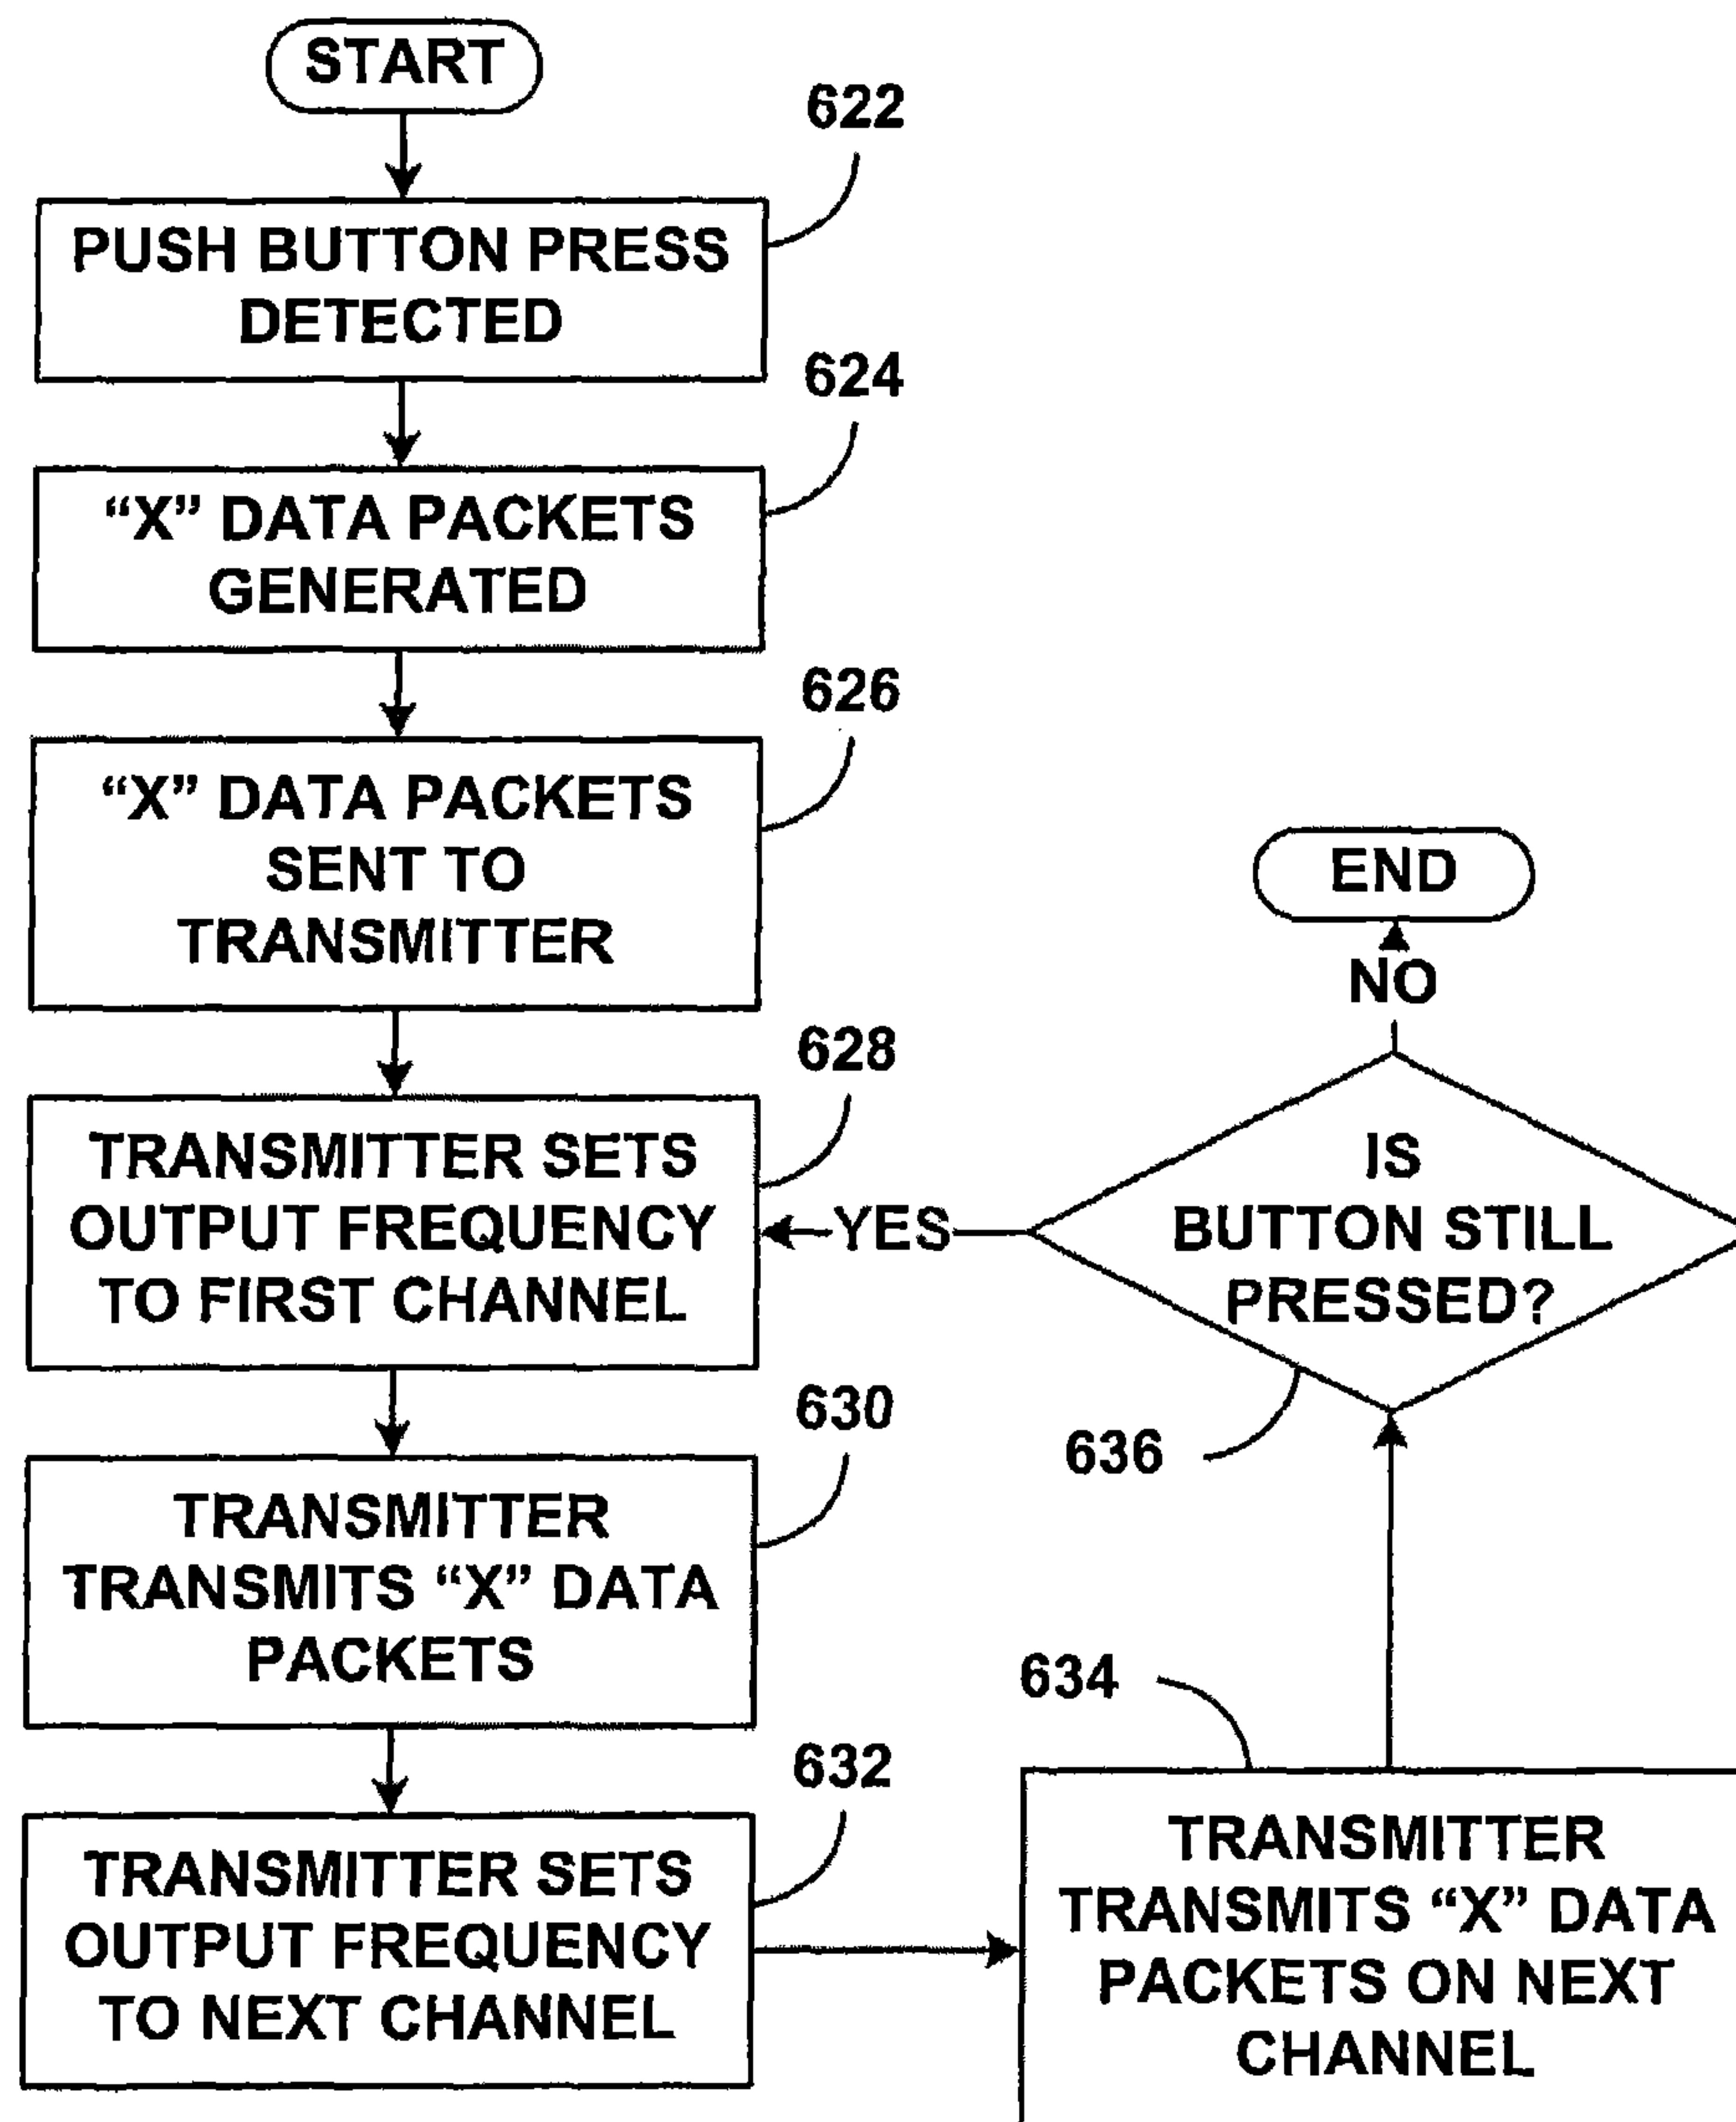 START
622
PUSH BUTTON PRESS
DETECTED
624
“X” DATA PACKETS
GENERATED
626
“X” DATA PACKETS
SENT TO
TRANSMITTER
628
TRANSMITTER SETS
OUTPUT FREQUENCY
TO FIRST CHANNEL
630
TRANSMITTER
TRANSMITS “X” DATA
PACKETS
632
TRANSMITTER SETS
OUTPUT FREQUENCY
TO NEXT CHANNEL
634
TRANSMITTER
TRANSMITS “X” DATA
PACKETS ON NEXT
CHANNEL
636
IS
BUTTON STILL
PRESSED?
YES
NO
END